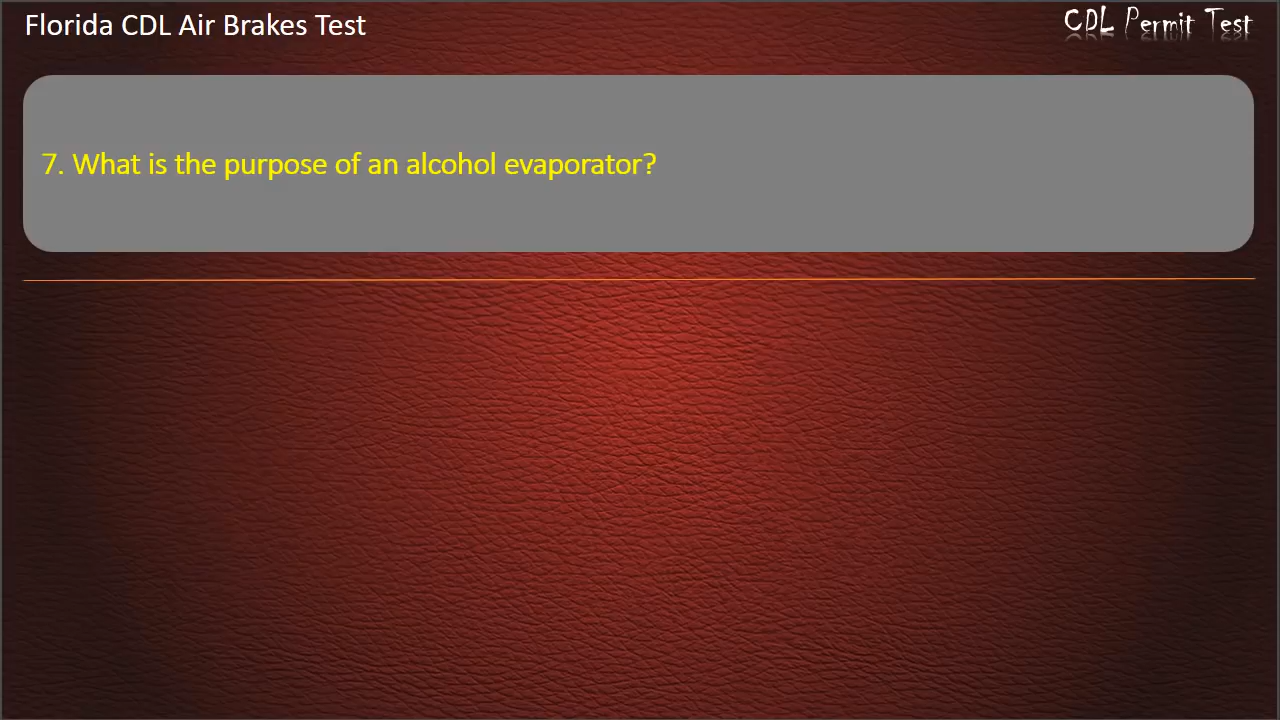 Florida CDL Air Brakes Test
CDL Permit Test
7. What is the purpose of an alcohol evaporator?